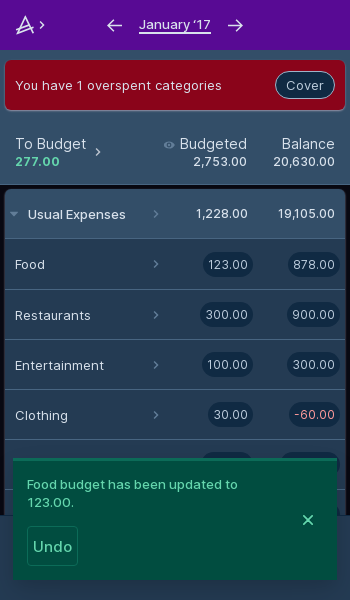 January ‘17
You have 1 overspent categories
Cover
To Budget Budgeted Balance
277.00 2,753.00 20,630.00
Usual Expenses 1,228.00 19,105.00
Food 123.00 878.00
Restaurants 300.00 900.00
Entertainment 100.00 300.00
Clothing 30.00 -60.00
Food budget has been updated to
123.00.
Undo